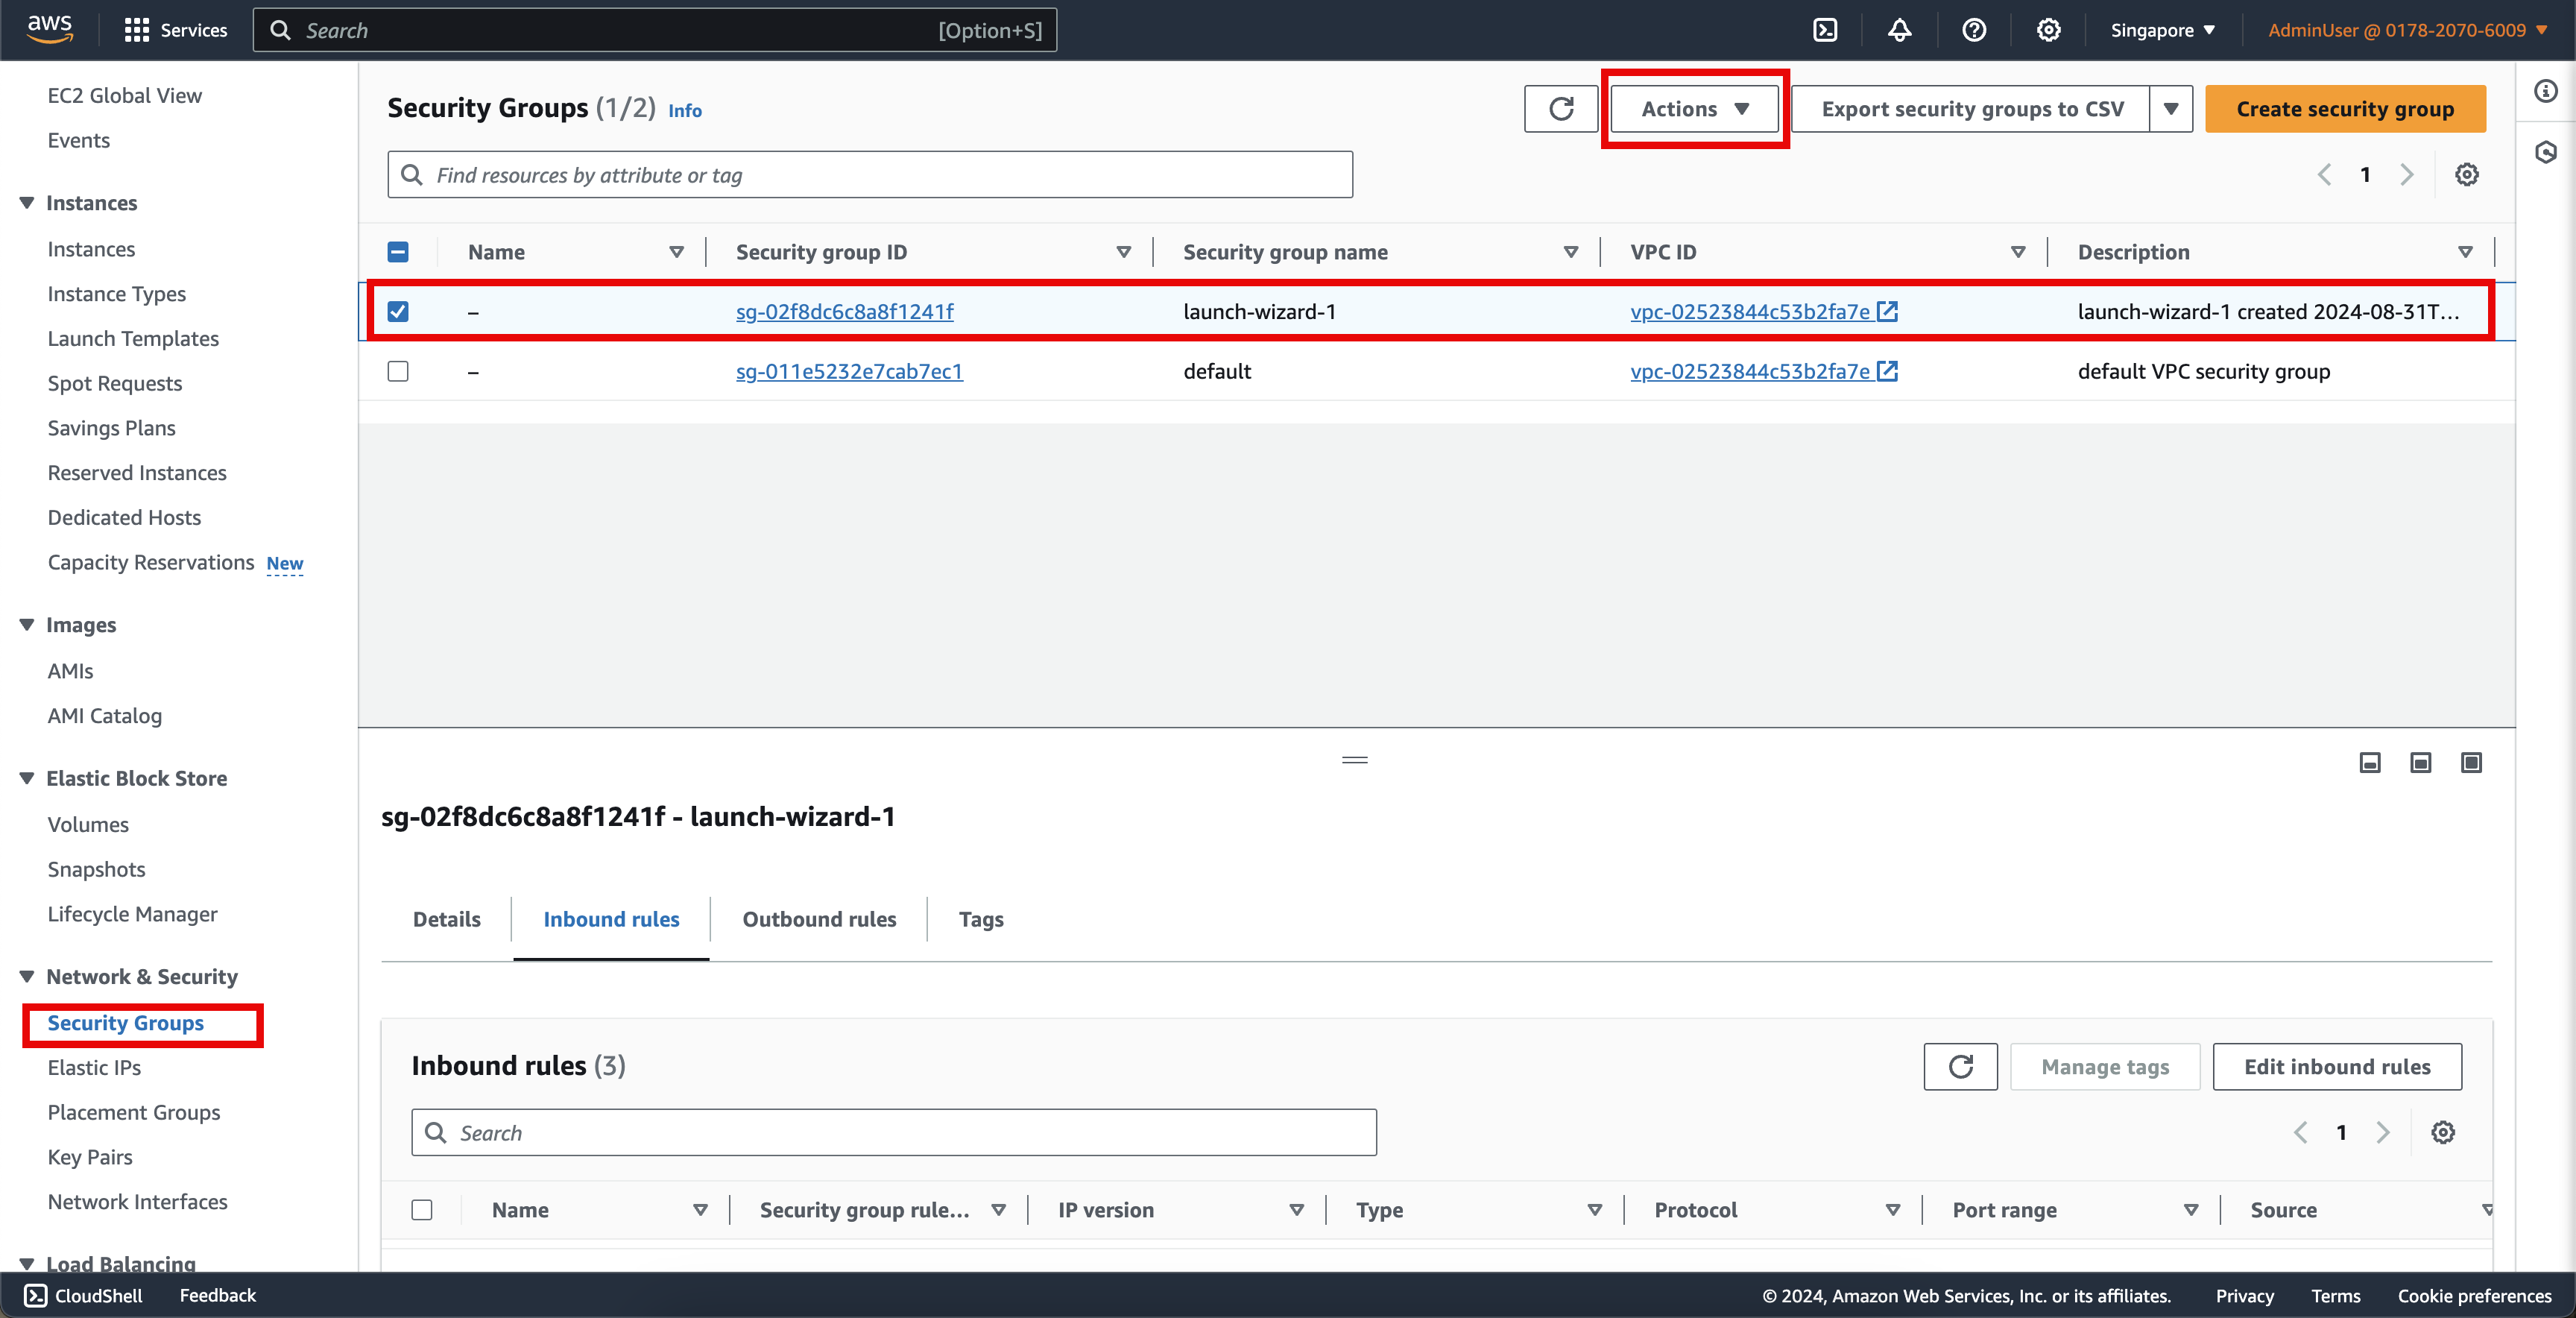 aws
Services
Search
[Option+S]
Singapore
AdminUser @ 0178-2070-6009
EC2 Global View
Events
Instances
Instances
Instance Types
Launch Templates
Spot Requests
Savings Plans
Reserved Instances
Dedicated Hosts
Capacity Reservations New
Images
AMIs
AMI Catalog
Elastic Block Store
Volumes
Snapshots
Lifecycle Manager
Network & Security
Security Groups
Elastic IPs
Placement Groups
Key Pairs
Network Interfaces
Load Balancing
Security Groups (1/2) Info
Actions
Export security groups to CSV
Create security group
Find resources by attribute or tag
1
Name Security group ID Security group name VPC ID Description
– sg-02f8dc6c8a8f1241f launch-wizard-1 vpc-02523844c53b2fa7e launch-wizard-1 created 2024-08-31T...
– sg-011e5232e7cab7ec1 default vpc-02523844c53b2fa7e default VPC security group
sg-02f8dc6c8a8f1241f - launch-wizard-1
Details Inbound rules Outbound rules Tags
Inbound rules (3)
Manage tags
Edit inbound rules
Search
1
Name Security group rule... IP version Type Protocol Port range Source
CloudShell Feedback
© 2024, Amazon Web Services, Inc. or its affiliates. Privacy Terms Cookie preferences